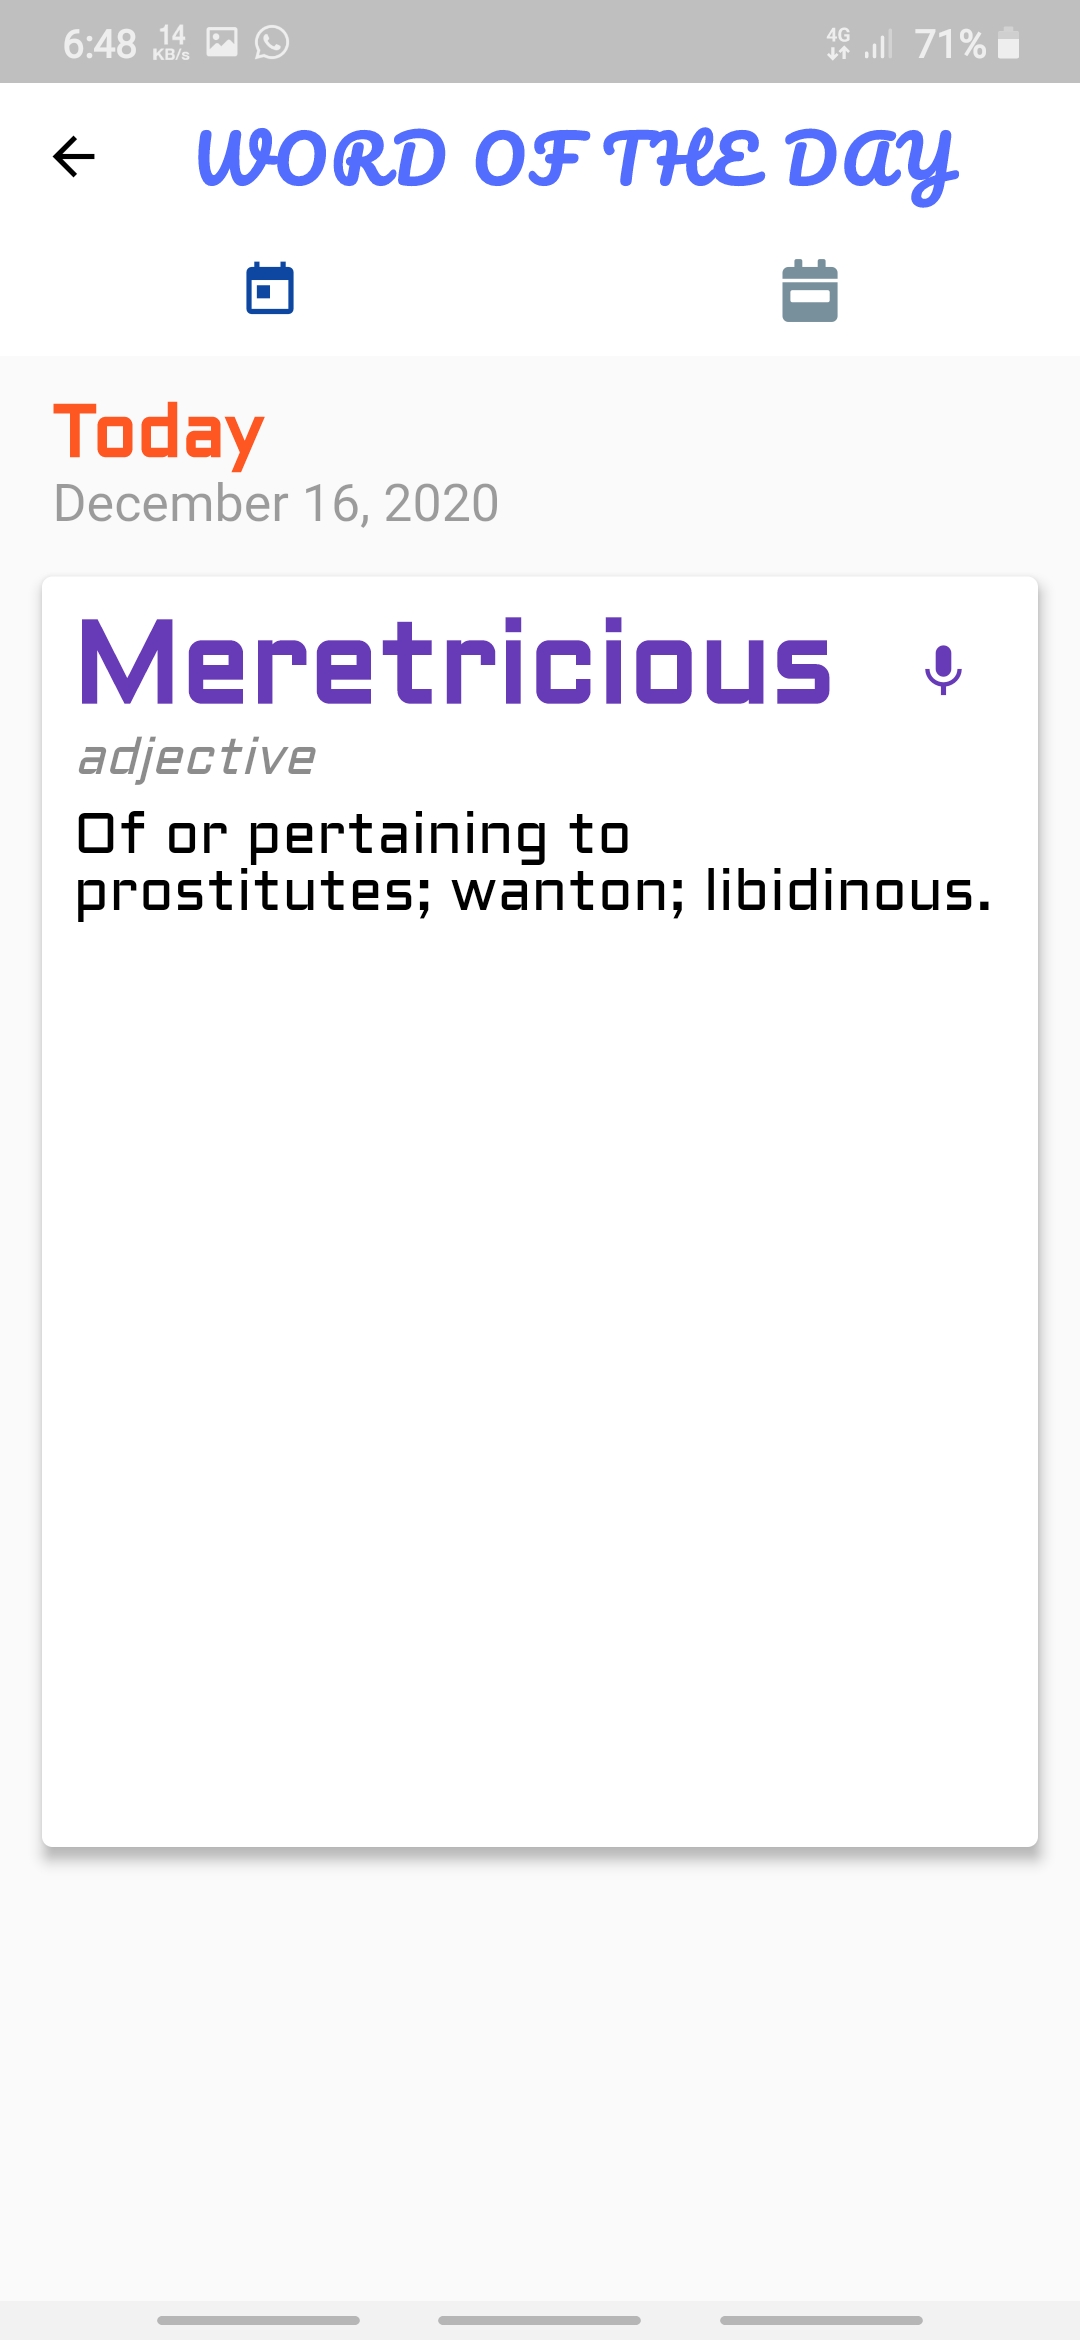 6:48 14 KB/s 4G 71%
WORD OF THE DAY
Today
December 16, 2020
Meretricious
adjective
Of or pertaining to
prostitutes; wanton; libidinous.